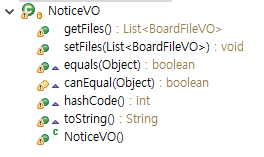 NoticeVO
getFiles() : List<BoardFileVO>
setFiles(List<BoardFileVO>) : void
equals(Object) : boolean
canEqual(Object) : boolean
hashCode() : int
toString() : String
C NoticeVO()